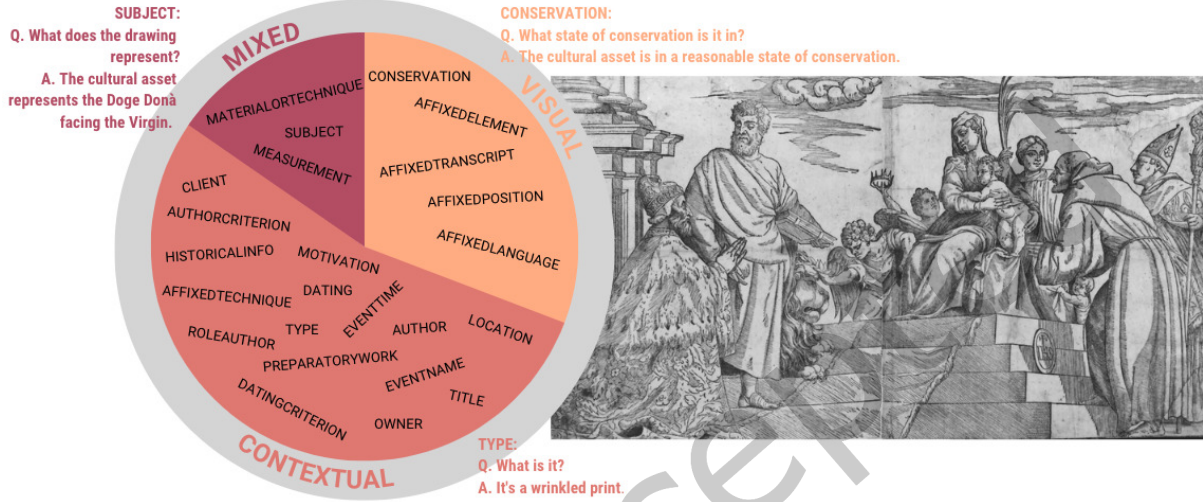 SUBJECT:
Q. What does the drawing
represent?
A. The cultural asset
represents the Doge Donà
facing the Virgin.
CONSERVATION:
Q. What state of conservation is it in?
A. The cultural asset is in a reasonable state of conservation.
MIXED
MATERIALORTECHNIQUE
SUBJECT
MEASUREMENT
VISUAL
CONSERVATION
AFFIXEDELEMENT
AFFIXEDTRANSCRIPT
AFFIXEDPOSITION
AFFIXEDLANGUAGE
CLIENT
AUTHORCRITERION
HISTORICALINFO
MOTIVATION
AFFIXEDTECHNIQUE
DATING
EVENTTIME
ROLEAUTHOR
TYPE
AUTHOR
LOCATION
PREPARATORYWORK
EVENTNAME
DATINGCRITERION
TITLE
OWNER
CONTEXTUAL
TYPE:
Q. What is it?
A. It's a wrinkled print.